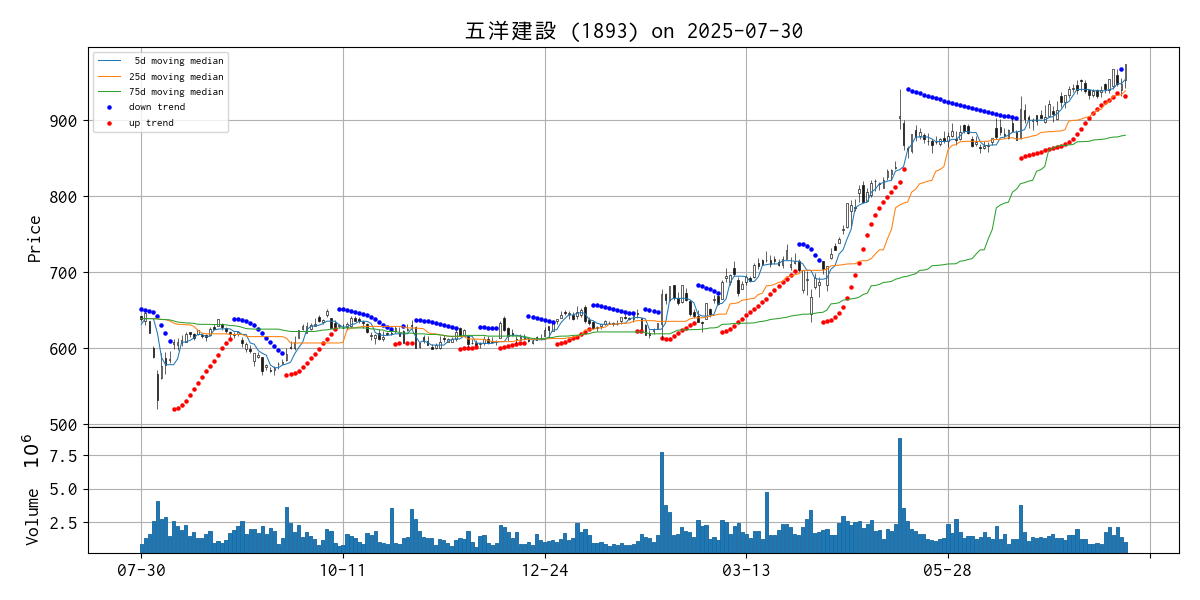 五洋建設 (1893) on 2025-07-30
5d moving median
25d moving median
75d moving median
down trend
up trend
Price
900
800
700
600
500
Volume 10^6
7.5
5.0
2.5
07-30 10-11 12-24 03-13 05-28